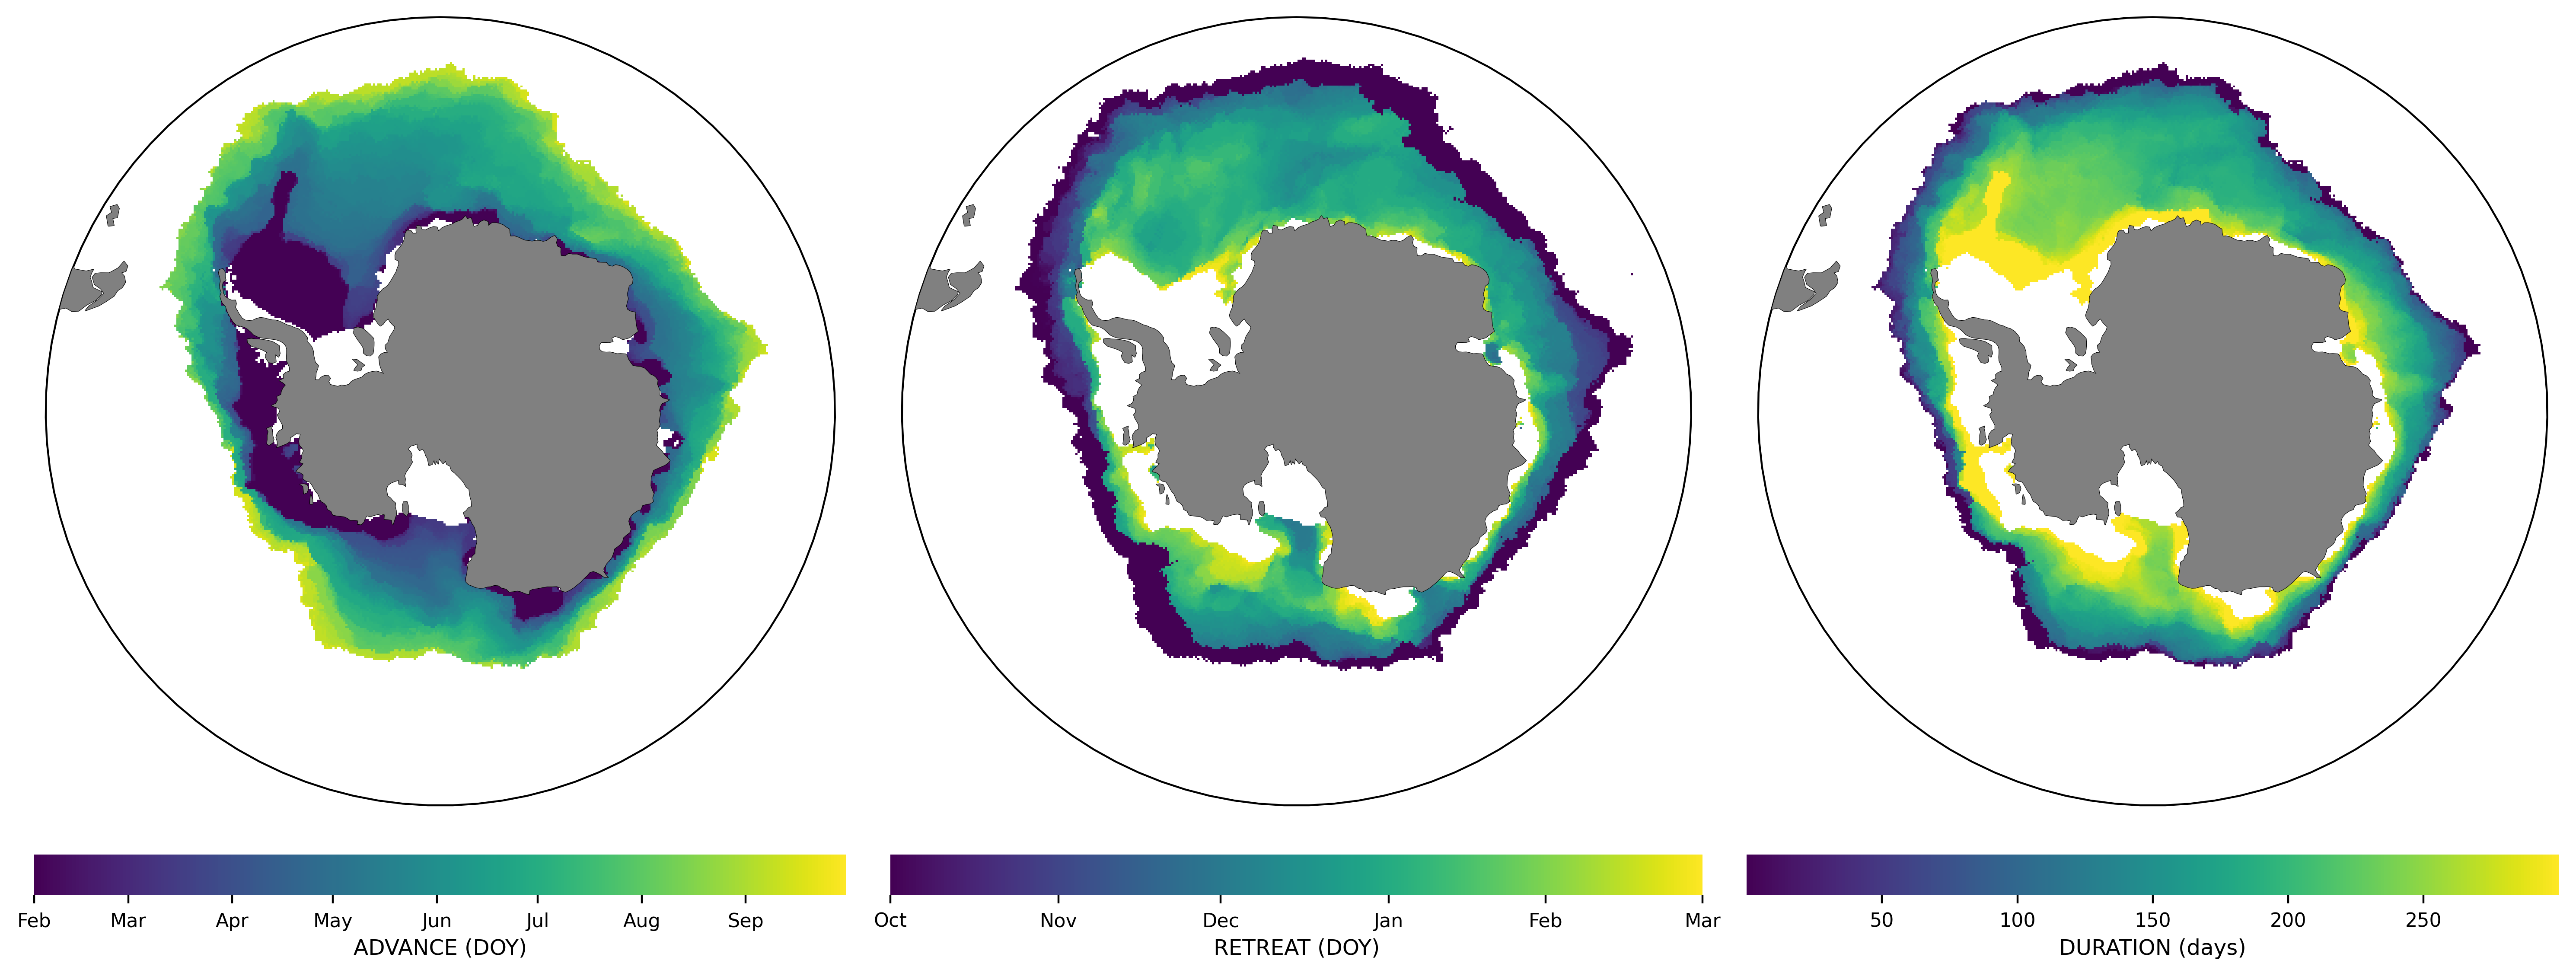 Feb Mar Apr May Jun Jul Aug Sep
ADVANCE (DOY)
Oct Nov Dec Jan Feb Mar
RETREAT (DOY)
50 100 150 200 250
DURATION (days)